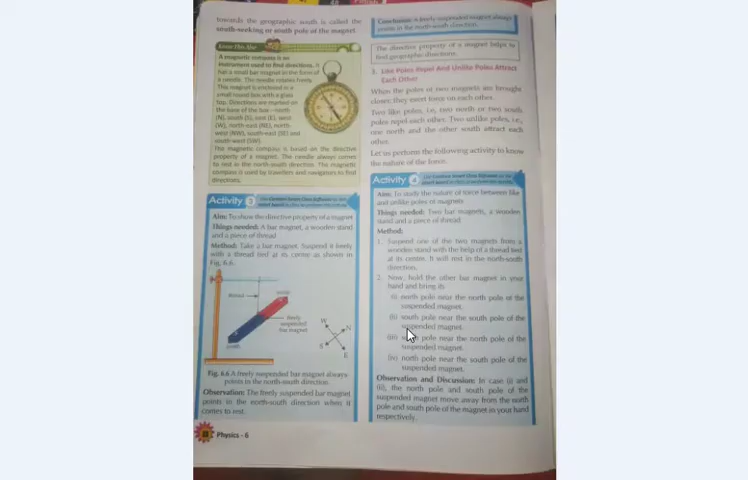 towards the geographic south is called the
south-seeking or south pole of the magnet
Know This Also
A magnetic compass is an
instrument used to find directions. It
has a small bar magnet in the form of
a needle. The needle rotates freely.
This magnet is enclosed in a
small round box with a glass
top. Directions are marked on
the base of the box—north
(N), south (S), east (E), west
(W), north-east (NE), north-
west (NW), south-east (SE) and
south-west (SW).
The magnetic compass is based on the directive
property of a magnet. The needle always comes
to rest in the north-south direction. The magnetic
compass is used by travellers and navigators to find
directions.
Activity 3
Aim: To show the directive property of a magnet
Things needed: A bar magnet, a wooden stand
and a piece of thread
Method: Take a bar magnet. Suspend it freely
with a thread tied at its centre as shown in
Fig. 6.6.
thread
north
freely
suspended
bar magnet
south
W
N
S
E
Fig. 6.6 A freely suspended bar magnet always
points in the north-south direction
Observation: The freely suspended bar magnet
points in the north-south direction when it
comes to rest.
8 Physics - 6
Conclusion: A freely suspended magnet always
points in the north-south direction.
The directive property of a magnet helps to
find geographic directions.
3. Like Poles Repel And Unlike Poles Attract
Each Other
When the poles of two magnets are brought
closer, they exert force on each other.
Two like poles, i.e., two north or two south
poles repel each other. Two unlike poles, i.e.,
one north and the other south attract each
other.
Let us perform the following activity to know
the nature of the force.
Activity 4
Aim: To study the nature of force between like
and unlike poles of magnets
Things needed: Two bar magnets, a wooden
stand and a piece of thread
Method:
1. Suspend one of the two magnets from a
wooden stand with the help of a thread tied
at its centre. It will rest in the north-south
direction.
2. Now, hold the other bar magnet in your
hand and bring its
(i) north pole near the north pole of the
suspended magnet.
(ii) south pole near the south pole of the
suspended magnet.
(iii) south pole near the north pole of the
suspended magnet.
(iv) north pole near the south pole of the
suspended magnet.
Observation and Discussion: In case (i) and
(ii), the north pole and south pole of the
suspended magnet move away from the north
pole and south pole of the magnet in your hand
respectively.